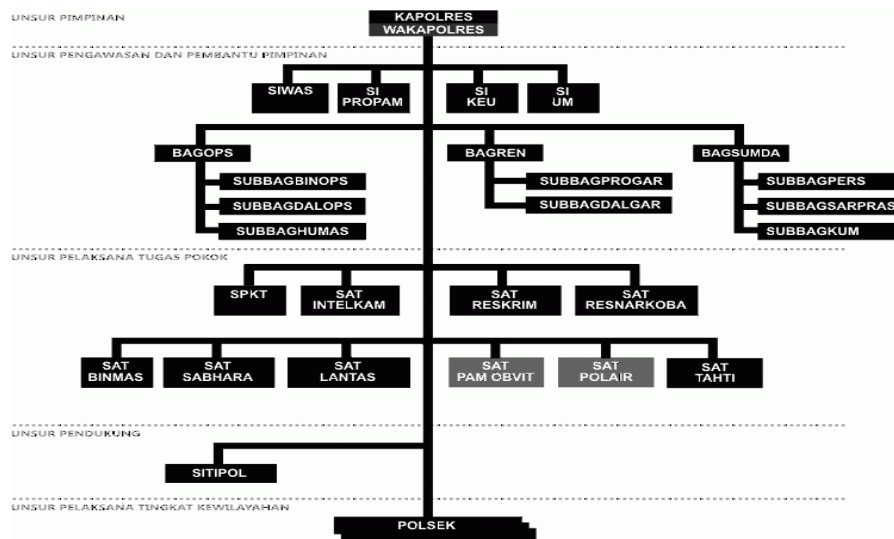 UNSUR PIMPINAN
KAPOLRES
WAKAPOLRES
UNSUR PENGAWASAN DAN PEMBANTU PIMPINAN
SIWAS
SI
PROPAM
SI
KEU
SI
UM
BAGOPS
BAGREN
BAGSUMDA
SUBBAGBINOPS
SUBBAGPROGAR
SUBBAGPERS
SUBBAGDALOPS
SUBBAGDALGAR
SUBBAGSARPRAS
SUBBAGHUMAS
SUBBAGKUM
UNSUR PELAKSANA TUGAS POKOK
SPKT
SAT
INTELKAM
SAT
RESKRIM
SAT
RESNARKOBA
SAT
BINMAS
SAT
SABHARA
SAT
LANTAS
SAT
PAM OBVIT
SAT
POLAIR
SAT
TAHTI
UNSUR PENDUKUNG
SITIPOL
UNSUR PELAKSANA TINGKAT KEWILAYAHAN
POLSEK